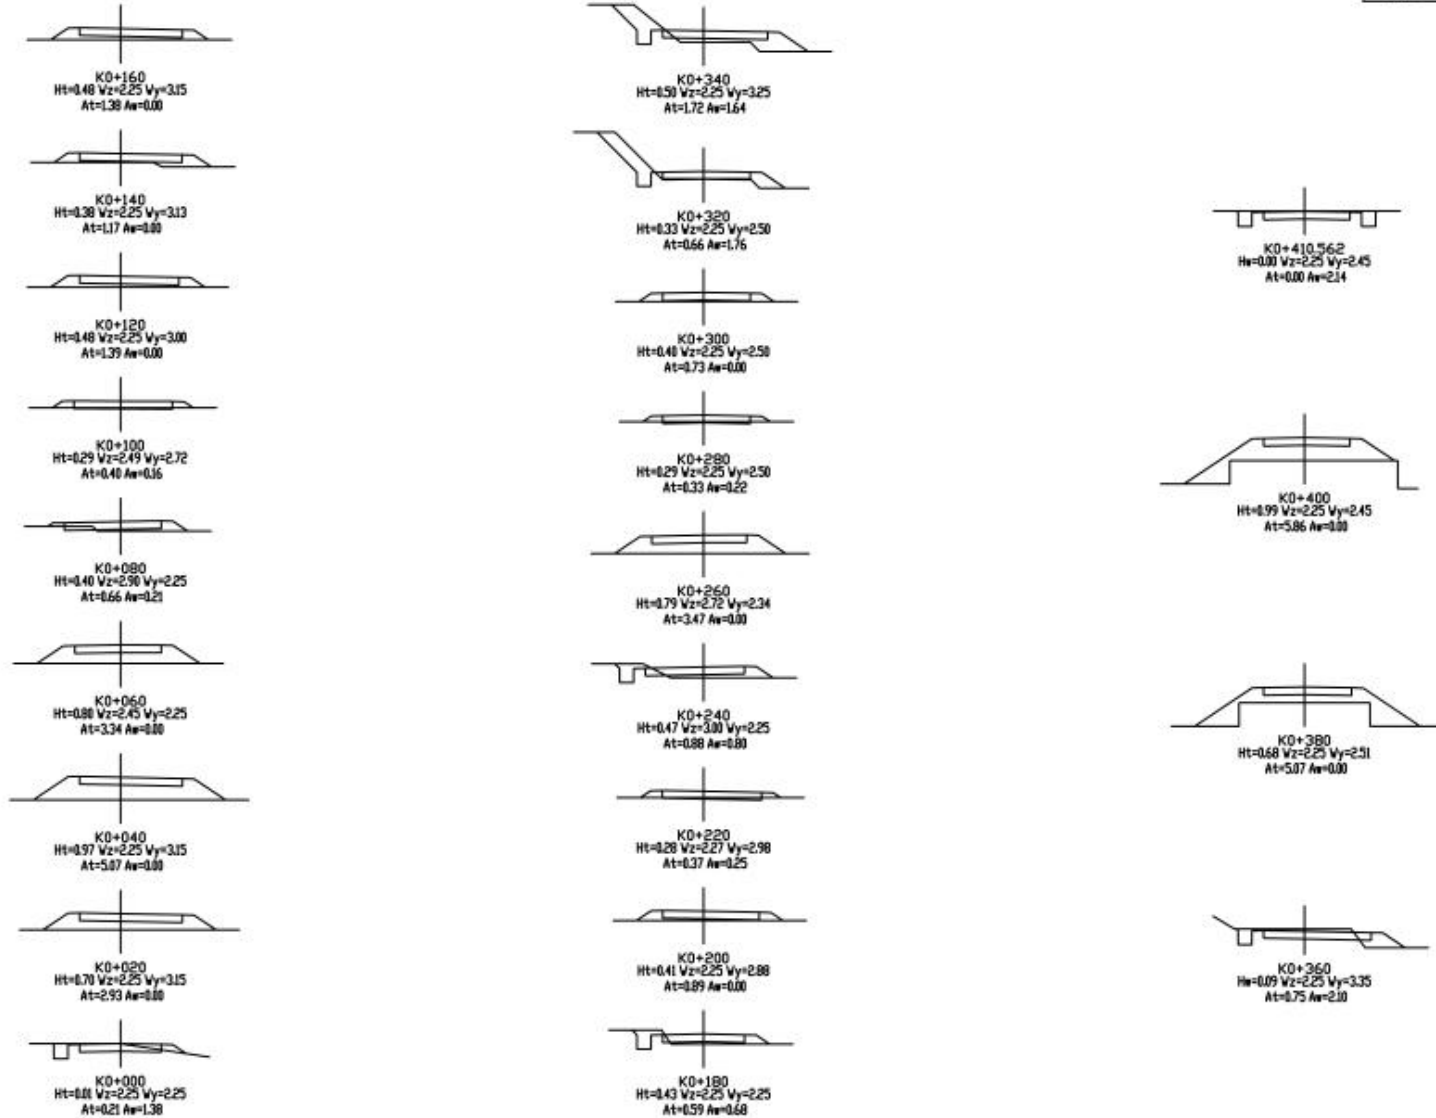 K0+160
Ht=0.48 Wz=2.25 Wy=3.15
At=1.38 Aw=0.00
K0+140
Ht=0.38 Wz=2.25 Wy=3.13
At=1.17 Aw=0.00
K0+120
Ht=0.48 Wz=2.25 Wy=3.00
At=1.39 Aw=0.00
K0+100
Ht=0.29 Wz=2.49 Wy=2.72
At=0.40 Aw=0.16
K0+080
Ht=0.40 Wz=2.90 Wy=2.25
At=0.66 Aw=0.21
K0+060
Ht=0.80 Wz=2.45 Wy=2.25
At=3.34 Aw=0.00
K0+040
Ht=0.97 Wz=2.25 Wy=3.15
At=5.07 Aw=0.00
K0+020
Ht=0.70 Wz=2.25 Wy=3.15
At=2.93 Aw=0.00
K0+000
Ht=0.01 Wz=2.25 Wy=2.25
At=0.21 Aw=1.38
K0+340
Ht=0.50 Wz=2.25 Wy=3.25
At=1.72 Aw=1.64
K0+320
Ht=0.33 Wz=2.25 Wy=2.50
At=0.66 Aw=1.76
K0+300
Ht=0.40 Wz=2.25 Wy=2.50
At=0.73 Aw=0.00
K0+280
Ht=0.29 Wz=2.25 Wy=2.50
At=0.33 Aw=0.22
K0+260
Ht=0.79 Wz=2.72 Wy=2.34
At=3.47 Aw=0.00
K0+240
Ht=0.47 Wz=3.00 Wy=2.25
At=0.88 Aw=0.80
K0+220
Ht=0.28 Wz=2.27 Wy=2.98
At=0.37 Aw=0.25
K0+200
Ht=0.41 Wz=2.25 Wy=2.88
At=0.89 Aw=0.00
K0+180
Ht=0.43 Wz=2.25 Wy=2.25
At=0.59 Aw=0.68
K0+410.562
Hw=0.00 Wz=2.25 Wy=2.45
At=0.00 Aw=2.14
K0+400
Ht=0.99 Wz=2.25 Wy=2.45
At=5.86 Aw=0.00
K0+380
Ht=0.68 Wz=2.25 Wy=2.51
At=5.07 Aw=0.00
K0+360
Hw=0.09 Wz=2.25 Wy=3.35
At=0.75 Aw=2.10